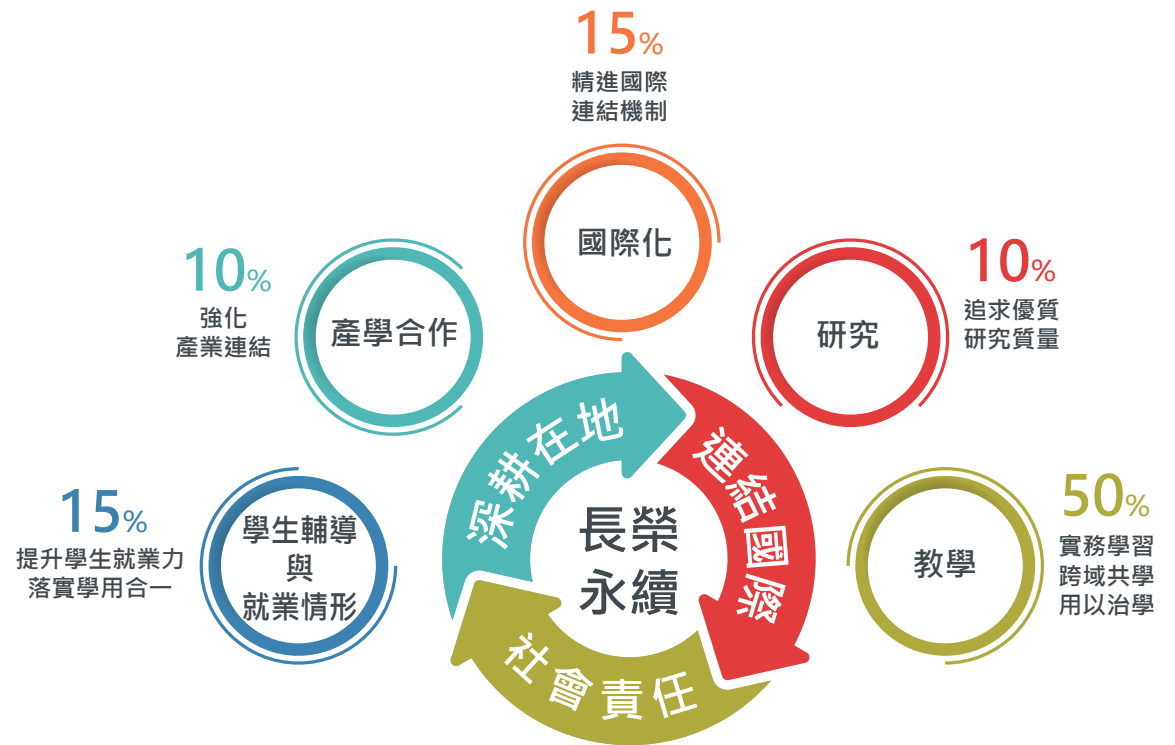 15%
精進國際
連結機制
國際化
10%
強化
產業連結
產學合作
10%
追求優質
研究質量
研究
15%
提升學生就業力
落實學用合一
學生輔導
與
就業情形
50%
實務學習
跨域共學
用以治學
教學
深耕在地
連結國際
社會責任
長榮
永續